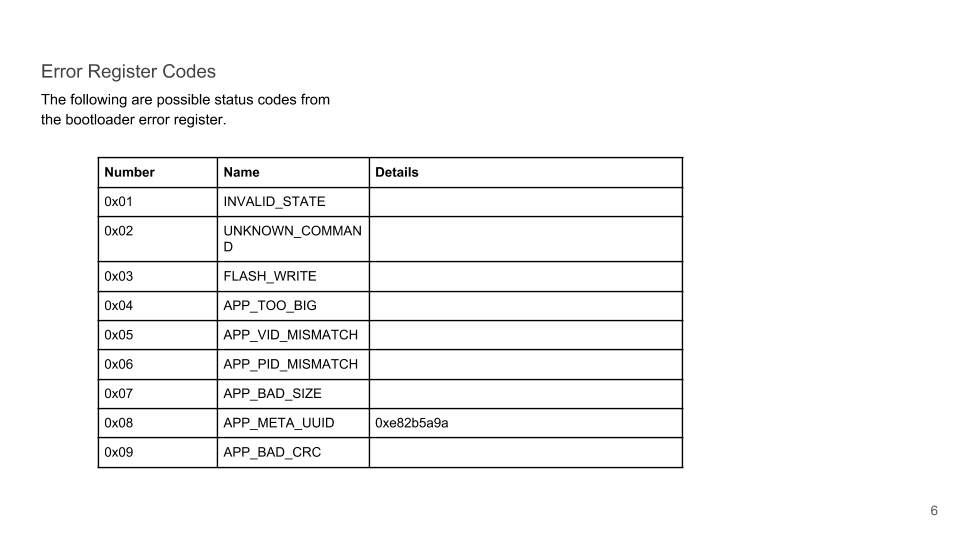 Error Register Codes
The following are possible status codes from
the bootloader error register.
Number Name Details
0x01 INVALID_STATE
0x02 UNKNOWN_COMMAN
D
0x03 FLASH_WRITE
0x04 APP_TOO_BIG
0x05 APP_VID_MISMATCH
0x06 APP_PID_MISMATCH
0x07 APP_BAD_SIZE
0x08 APP_META_UUID 0xe82b5a9a
0x09 APP_BAD_CRC
6